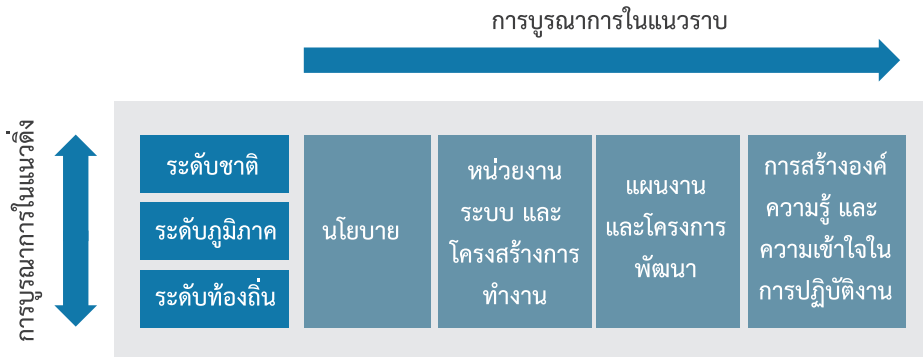 การบูรณาการในแนวราบ
การบูรณาการในแนวดิ่ง
ระดับชาติ
ระดับภูมิภาค
ระดับท้องถิ่น
นโยบาย
หน่วยงาน
ระบบ และ
โครงสร้างการ
ทำงาน
แผนงาน
และโครงการ
พัฒนา
การสร้างองค์
ความรู้ และ
ความเข้าใจใน
การปฏิบัติงาน